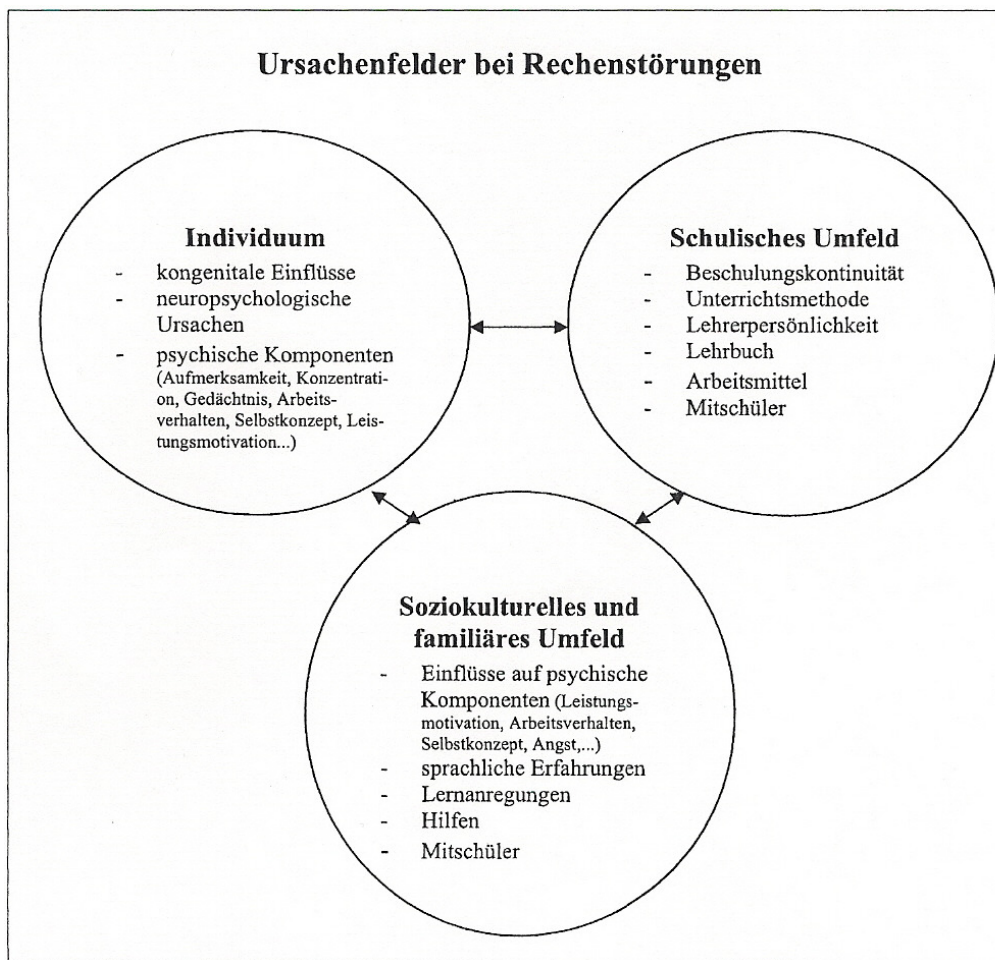 Ursachenfelder bei Rechenstörungen
Individuum
- kongenitale Einflüsse
- neuropsychologische
Ursachen
- psychische Komponenten
(Aufmerksamkeit, Konzentrati-
on, Gedächtnis, Arbeits-
verhalten, Selbstkonzept, Leis-
tungsmotivation...)
Schulisches Umfeld
- Beschulungskontinuität
- Unterrichtsmethode
- Lehrerpersönlichkeit
- Lehrbuch
- Arbeitsmittel
- Mitschüler
Soziokulturelles und
familiäres Umfeld
- Einflüsse auf psychische
Komponenten (Leistungs-
motivation, Arbeitsverhalten,
Selbstkonzept, Angst,...)
- sprachliche Erfahrungen
- Lernanregungen
- Hilfen
- Mitschüler